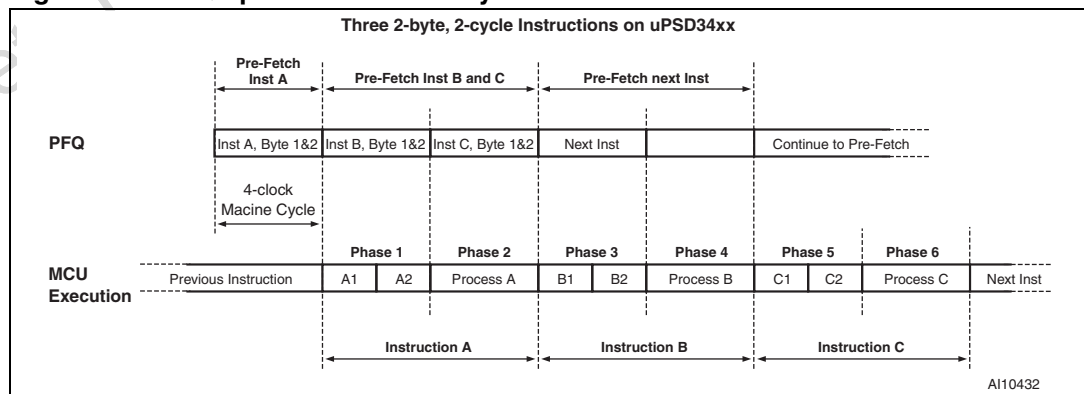 Three 2-byte, 2-cycle Instructions on uPSD34xx
Pre-Fetch
Inst A
Pre-Fetch Inst B and C
Pre-Fetch next Inst
PFQ
Inst A, Byte 1&2
Inst B, Byte 1&2
Inst C, Byte 1&2
Next Inst
Continue to Pre-Fetch
4-clock
Macine Cycle
Phase 1
Phase 2
Phase 3
Phase 4
Phase 5
Phase 6
MCU
Execution
Previous Instruction
A1
A2
Process A
B1
B2
Process B
C1
C2
Process C
Next Inst
Instruction A
Instruction B
Instruction C
AI10432